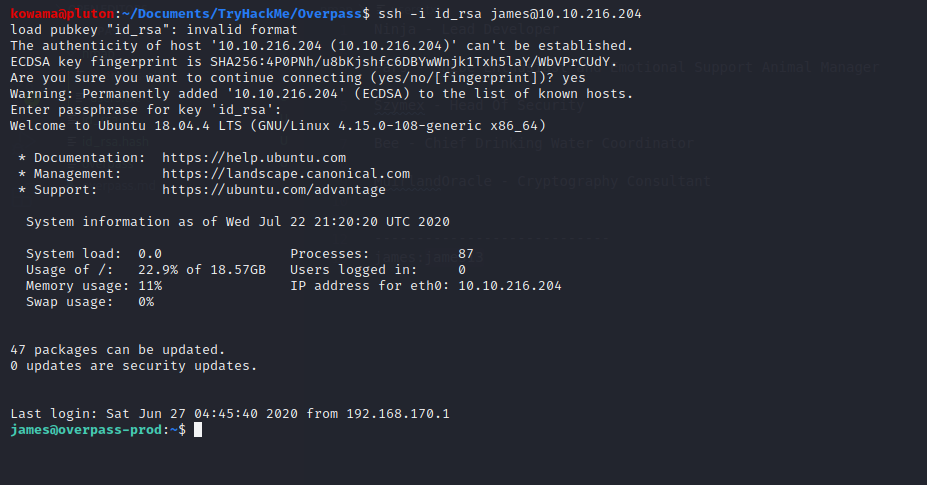 kowama@pluton:~/Documents/TryHackMe/Overpass$ ssh -i id_rsa james@10.10.216.204
load pubkey "id_rsa": invalid format
The authenticity of host '10.10.216.204 (10.10.216.204)' can't be established.
ECDSA key fingerprint is SHA256:4P0PNh/u8bKjshfc6DBYwWnjk1Txh5laY/WbVPrCUdY.
Are you sure you want to continue connecting (yes/no/[fingerprint])? yes
Warning: Permanently added '10.10.216.204' (ECDSA) to the list of known hosts.
Enter passphrase for key 'id_rsa':
Welcome to Ubuntu 18.04.4 LTS (GNU/Linux 4.15.0-108-generic x86_64)
Bee - Chief Drinking Water Coordinator
* Documentation:  https://help.ubuntu.com
* Management:     https://landscape.canonical.com
* Support:        https://ubuntu.com/advantage
Oracle - Cryptography Consultant
System information as of Wed Jul 22 21:20:20 UTC 2020
System load:  0.0                Processes:           87
Usage of /:   22.9% of 18.57GB   Users logged in:     0
Memory usage: 11%                IP address for eth0: 10.10.216.204
Swap usage:   0%
47 packages can be updated.
0 updates are security updates.
Last login: Sat Jun 27 04:45:40 2020 from 192.168.170.1
james@overpass-prod:~$